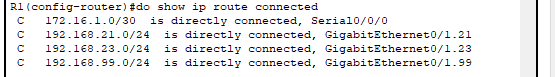 R1(config-router)#do show ip route connected
C   172.16.1.0/30  is directly connected, Serial0/0/0
C   192.168.21.0/24  is directly connected, GigabitEthernet0/1.21
C   192.168.23.0/24  is directly connected, GigabitEthernet0/1.23
C   192.168.99.0/24  is directly connected, GigabitEthernet0/1.99